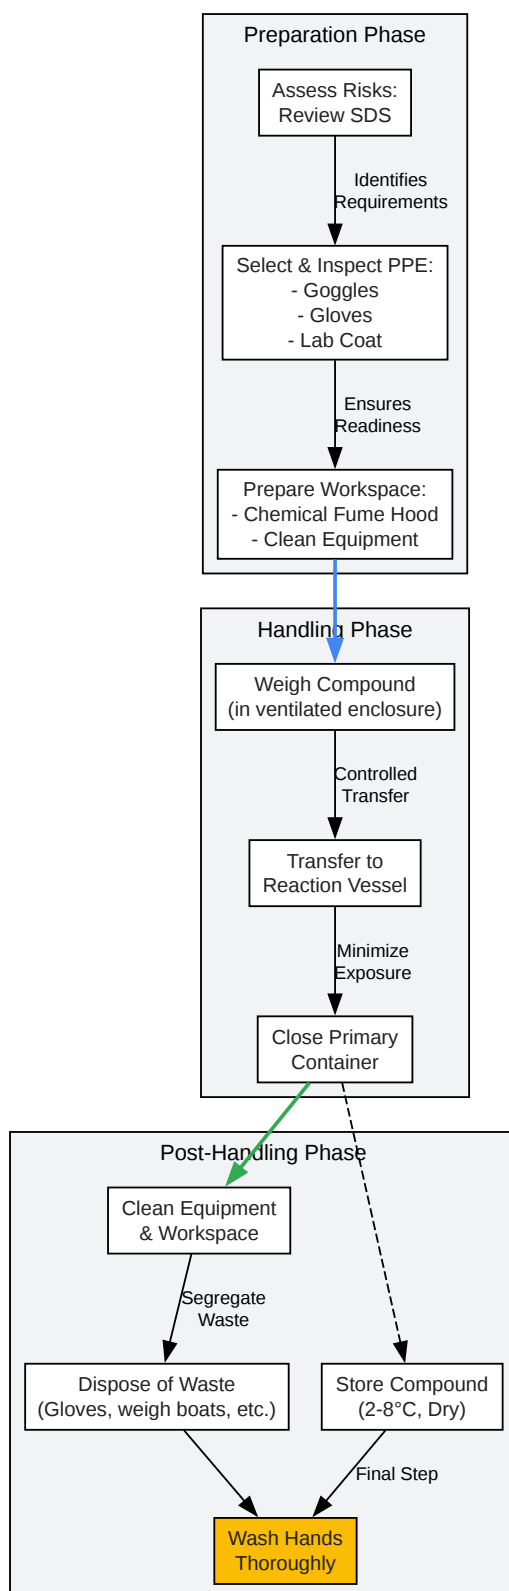 Preparation Phase
Assess Risks:
Review SDS
Identifies
Requirements
Select & Inspect PPE:
- Goggles
- Gloves
- Lab Coat
Ensures
Readiness
Prepare Workspace:
- Chemical Fume Hood
- Clean Equipment
Handling Phase
Weigh Compound
(in ventilated enclosure)
Controlled
Transfer
Transfer to
Reaction Vessel
Minimize
Exposure
Close Primary
Container
Post-Handling Phase
Clean Equipment
& Workspace
Segregate
Waste
Dispose of Waste
(Gloves, weigh boats, etc.)
Store Compound
(2-8°C, Dry)
Final Step
Wash Hands
Thoroughly